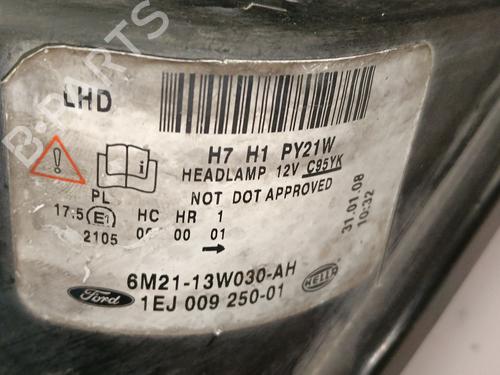 B-PARTS
LHD
H7 H1 PY21W
HEADLAMP 12V C95YK
NOT DOT APPROVED
31.01.08
10:32
PL
17.5 E1 HC HR 1
2105 00 00 01
6M21-13W030-AH
Ford 1EJ 009 250-01 HELLA